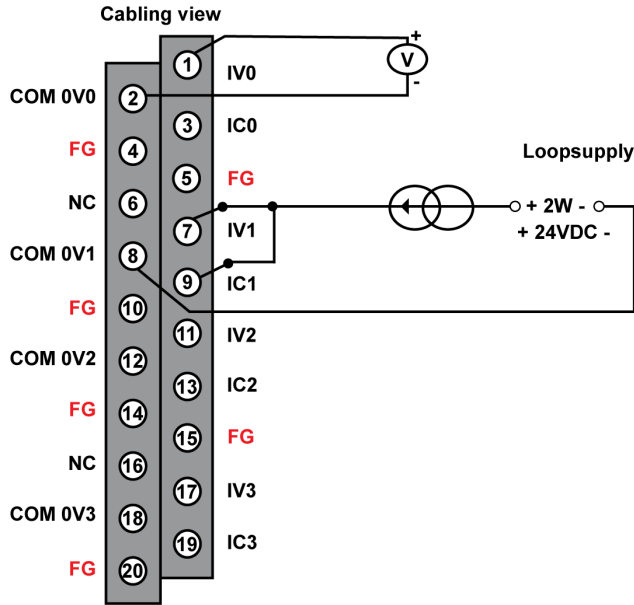 Cabling view
+
1
V
IV0
-
COM 0V0
2
3
IC0
FG
4
Loopsupply
5
FG
NC
6
+ 2W -
7
IV1
+ 24VDC -
COM 0V1
8
9
IC1
FG
10
11
IV2
COM 0V2
12
13
IC2
FG
14
15
FG
NC
16
17
IV3
COM 0V3
18
19
IC3
FG
20